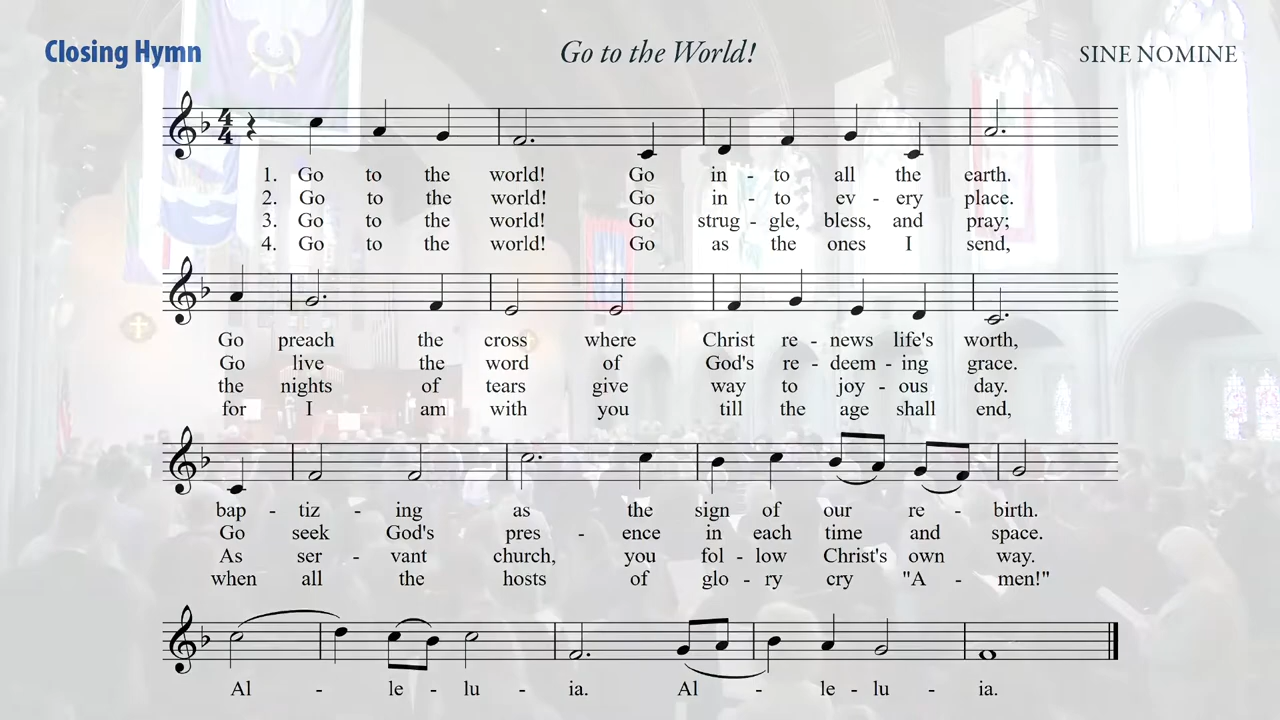 Closing Hymn
Go to the World!
SINE NOMINE
1. Go to the world! Go in - to all the earth.
2. Go to the world! Go in - to ev - ery place.
3. Go to the world! Go strug - gle, bless, and pray;
4. Go to the world! Go as the ones I send,
Go preach the cross where Christ re - news life's worth,
Go live the word of God's re - deem - ing grace.
the nights of tears give way to joy - ous day.
for I am with you till the age shall end,
bap - tiz - ing as the sign of our re - birth.
Go seek God's pres - ence in each time and space.
As ser - vant church, you fol - low Christ's own way.
when all the hosts of glo - ry cry "A - men!"
Al - le - lu - ia. Al - le - lu - ia.